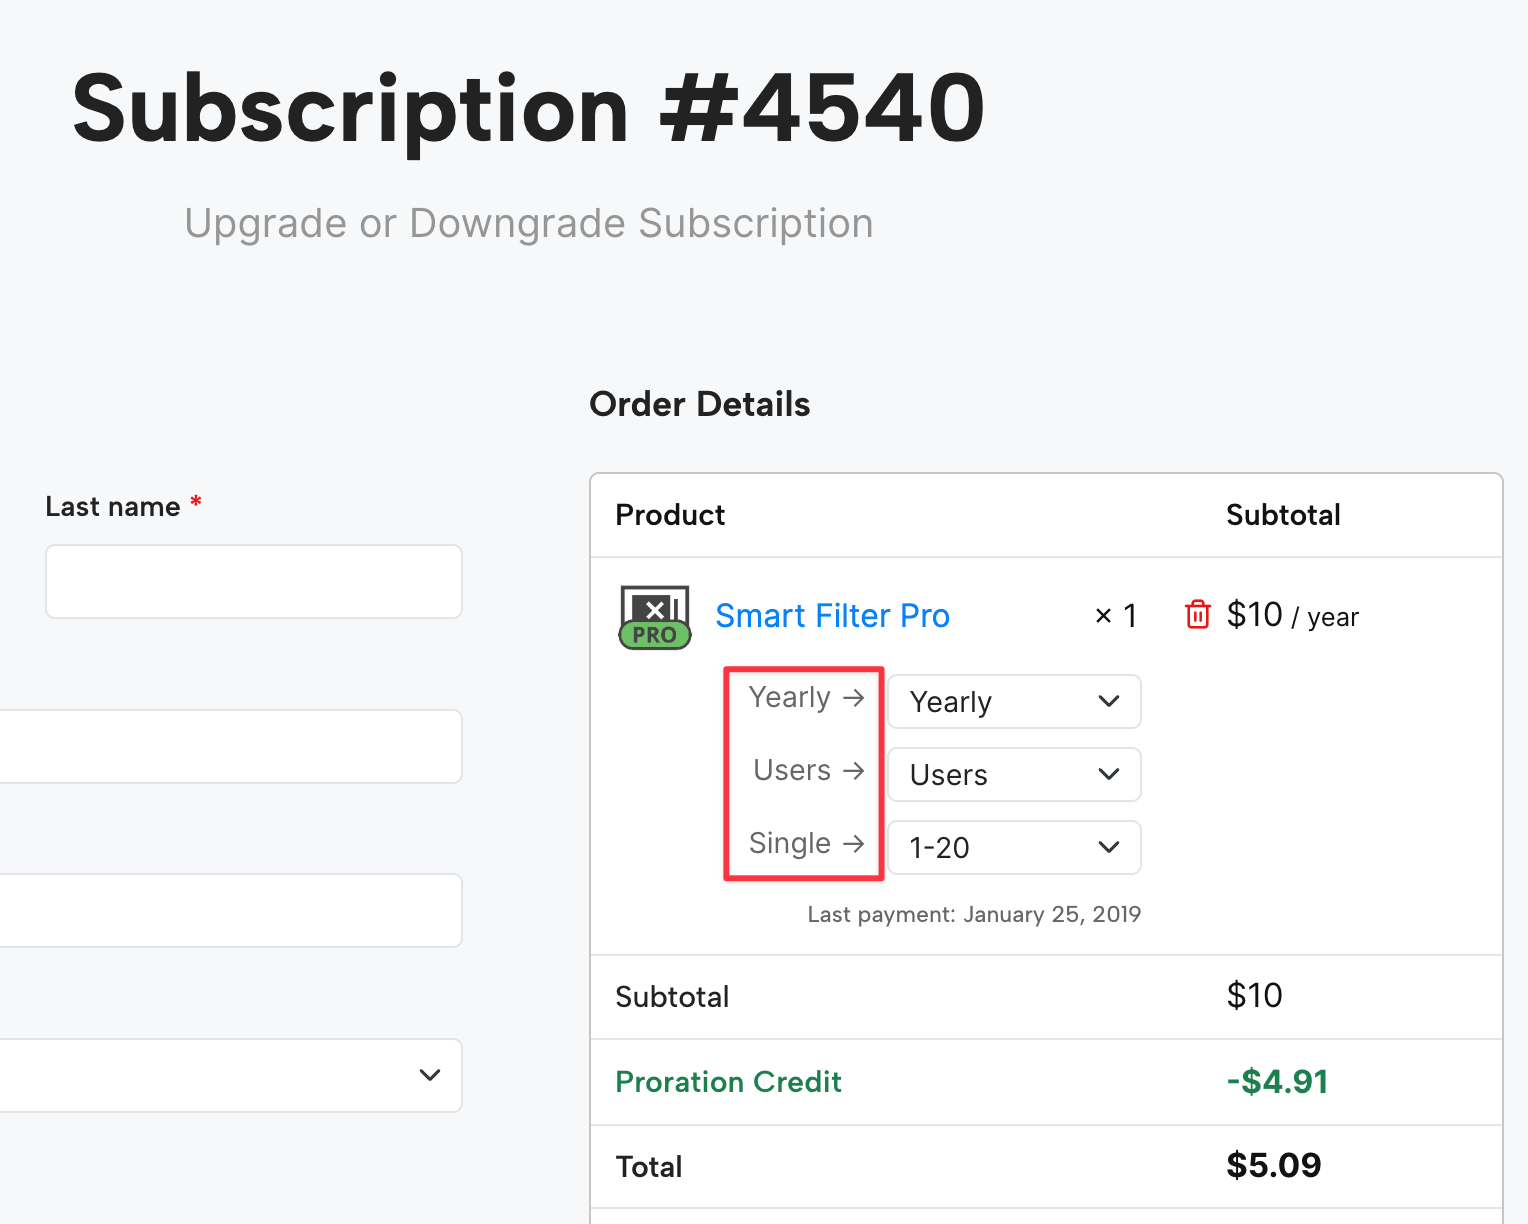 Subscription #4540
Upgrade or Downgrade Subscription
Order Details
Last name *
Product Subtotal
PRO
Smart Filter Pro × 1 $10 / year
Yearly → Yearly
Users → Users
Single → 1-20
Last payment: January 25, 2019
Subtotal $10
Proration Credit -$4.91
Total $5.09